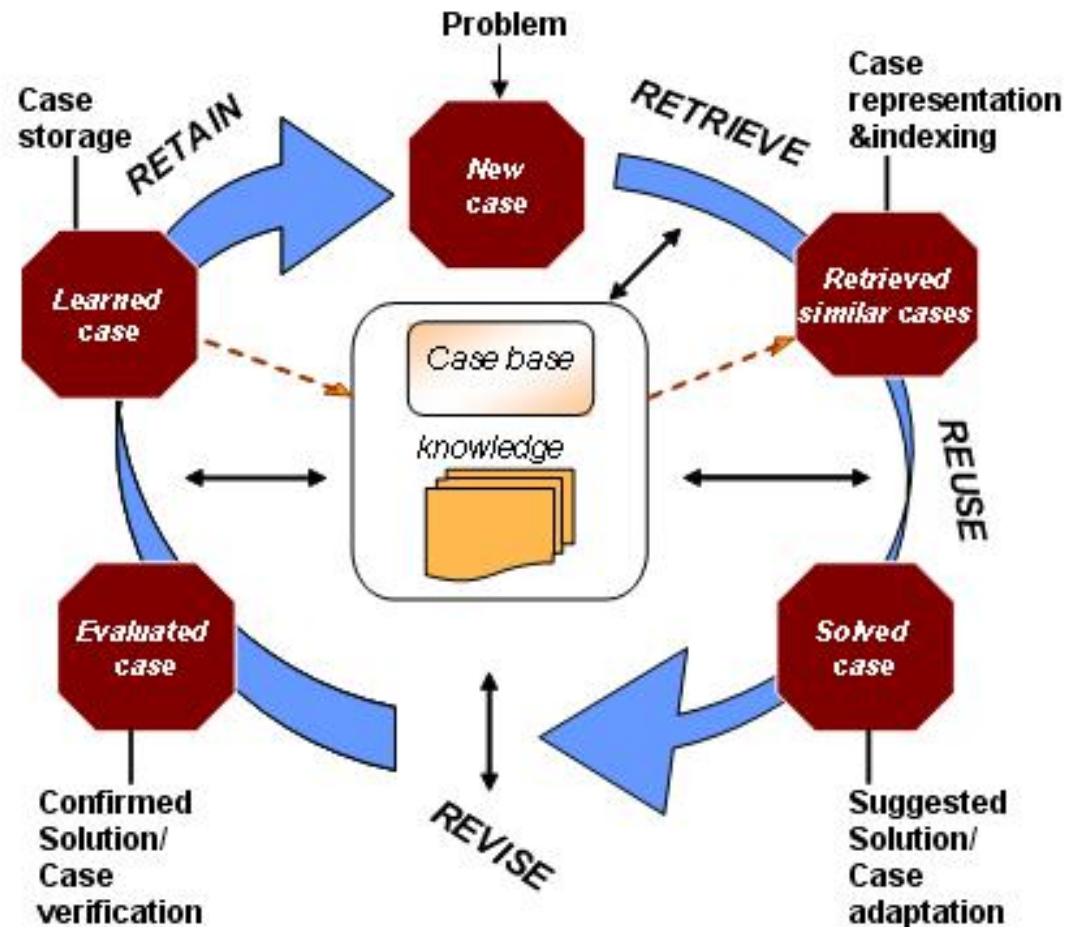 Problem
New
case
RETRIEVE
Case
representation
&indexing
Retrieved
similar cases
REUSE
Solved
case
Suggested
Solution/
Case
adaptation
REVISE
Evaluated
case
Confirmed
Solution/
Case
verification
Learned
case
Case
storage
RETAIN
Case base
knowledge